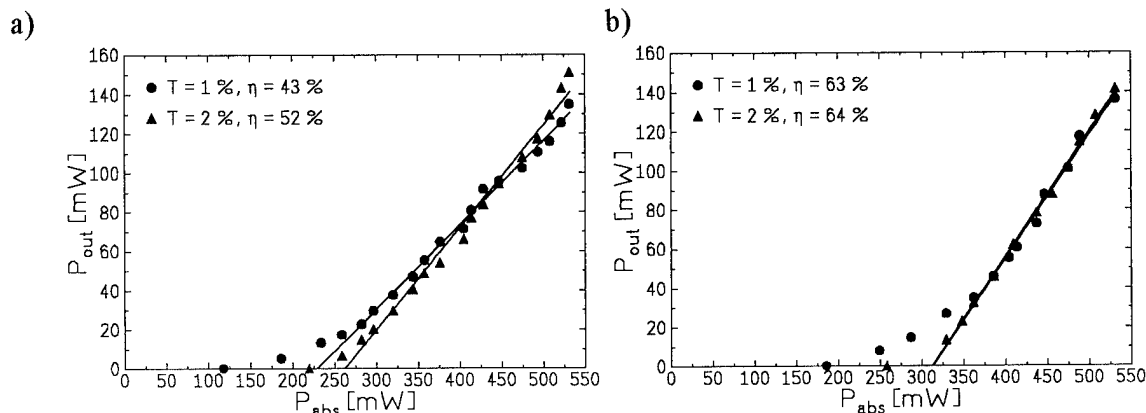 a)
160
140
120
100
80
60
40
20
0
P_out [mW]
● T = 1 %, η = 43 %
▲ T = 2 %, η = 52 %
0 50 100 150 200 250 300 350 400 450 500 550
P_abs [mW]
b)
160
140
120
100
80
60
40
20
0
P_out [mW]
● T = 1 %, η = 63 %
▲ T = 2 %, η = 64 %
0 50 100 150 200 250 300 350 400 450 500 550
P_abs [mW]